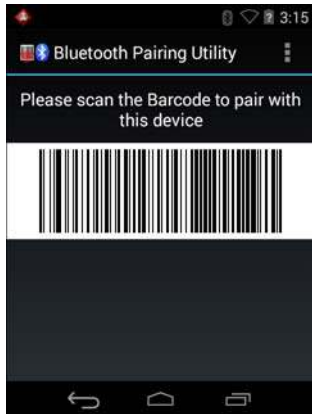 3:15
Bluetooth Pairing Utility
Please scan the Barcode to pair with
this device